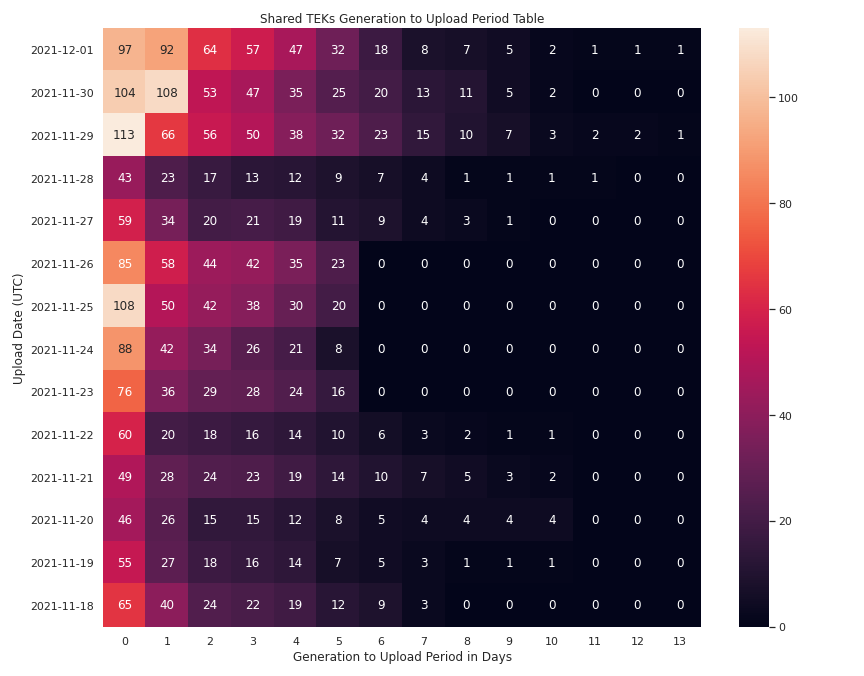 Shared TEKs Generation to Upload Period Table
Upload Date (UTC)
2021-12-01 97 92 64 57 47 32 18 8 7 5 2 1 1 1
2021-11-30 104 108 53 47 35 25 20 13 11 5 2 0 0 0
2021-11-29 113 66 56 50 38 32 23 15 10 7 3 2 2 1
2021-11-28 43 23 17 13 12 9 7 4 1 1 1 1 0 0
2021-11-27 59 34 20 21 19 11 9 4 3 1 0 0 0 0
2021-11-26 85 58 44 42 35 23 0 0 0 0 0 0 0 0
2021-11-25 108 50 42 38 30 20 0 0 0 0 0 0 0 0
2021-11-24 88 42 34 26 21 8 0 0 0 0 0 0 0 0
2021-11-23 76 36 29 28 24 16 0 0 0 0 0 0 0 0
2021-11-22 60 20 18 16 14 10 6 3 2 1 1 0 0 0
2021-11-21 49 28 24 23 19 14 10 7 5 3 2 0 0 0
2021-11-20 46 26 15 15 12 8 5 4 4 4 4 0 0 0
2021-11-19 55 27 18 16 14 7 5 3 1 1 1 0 0 0
2021-11-18 65 40 24 22 19 12 9 3 0 0 0 0 0 0
0 1 2 3 4 5 6 7 8 9 10 11 12 13
Generation to Upload Period in Days
100
80
60
40
20
0